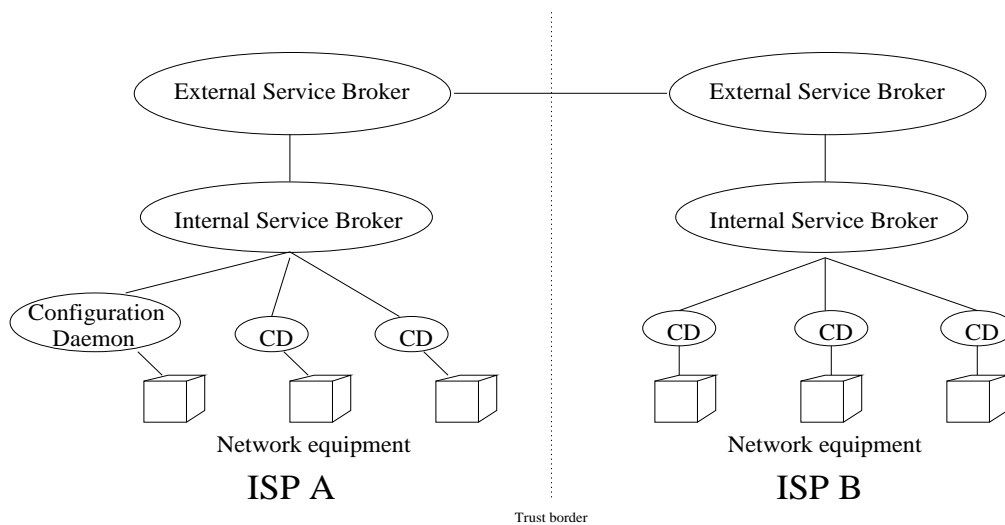 External Service Broker
External Service Broker
Internal Service Broker
Internal Service Broker
Configuration
Daemon
CD
CD
CD
CD
CD
Network equipment
Network equipment
ISP A
ISP B
Trust border